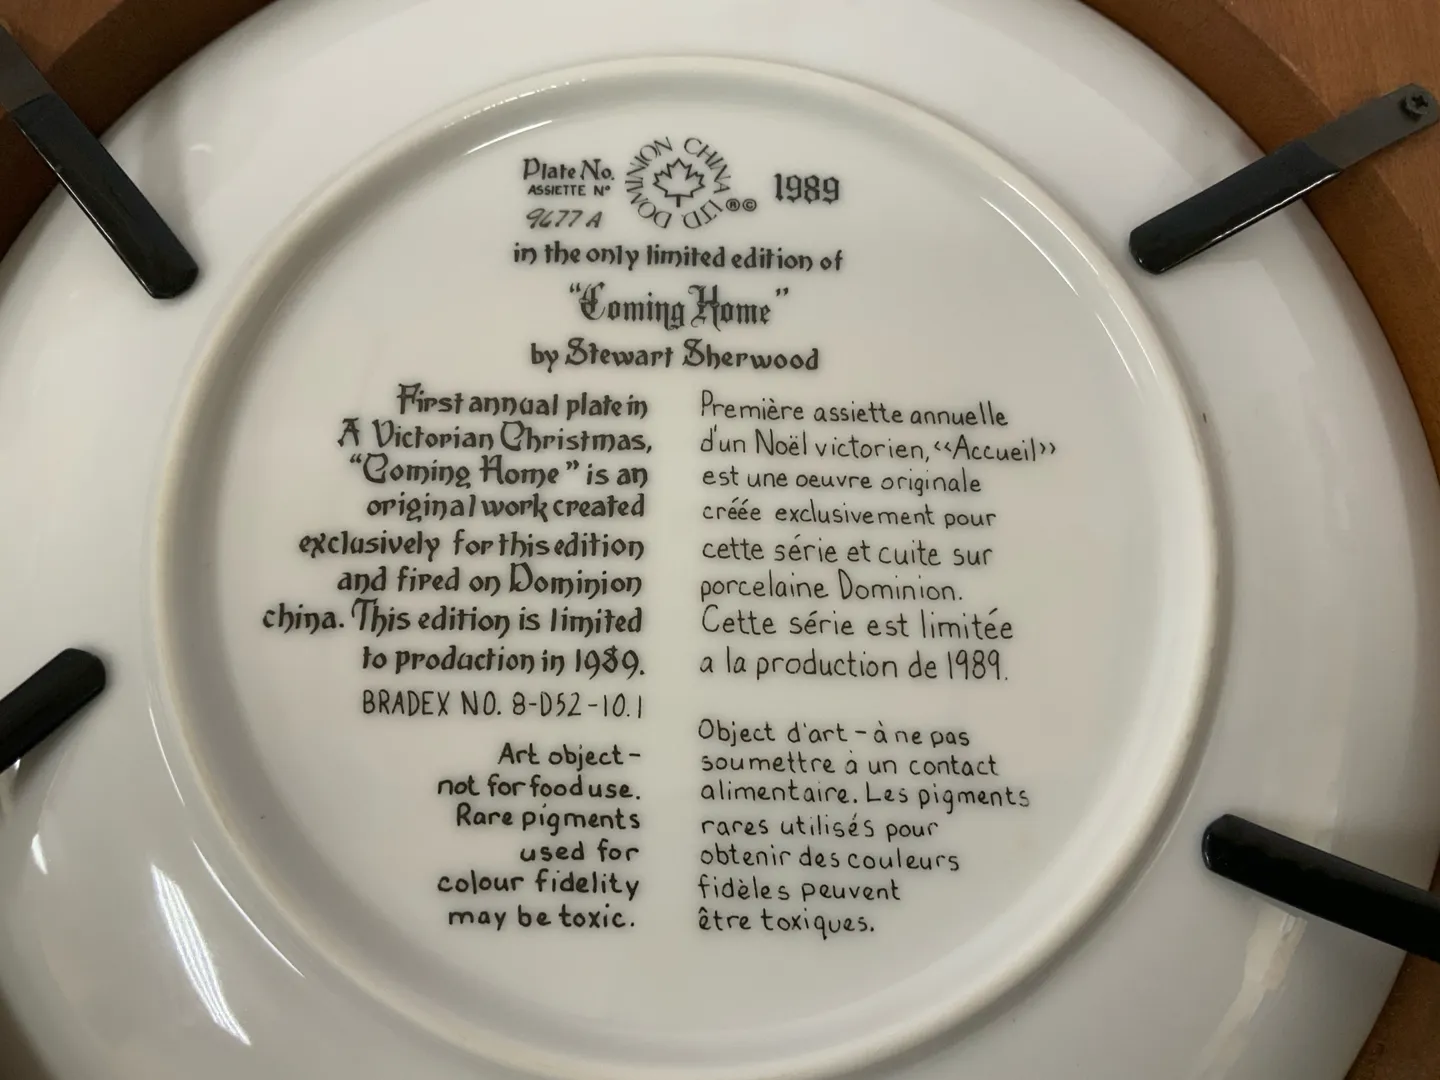 Plate No.
ASSIETTE Nº
9677 A
DOMINION CHINA LTD
®©
1989
in the only limited edition of
“Coming Home”
by Stewart Sherwood
First annual plate in
A Victorian Christmas,
“Coming Home” is an
original work created
exclusively for this edition
and fired on Dominion
china. This edition is limited
to production in 1989.
BRADEX NO. 8-D52-10.1
Art object-
not for food use.
Rare pigments
used for
colour fidelity
may be toxic.
Première assiette annuelle
d'un Noël victorien, <<Accueil>>
est une oeuvre originale
créée exclusivement pour
cette série et cuite sur
porcelaine Dominion.
Cette série est limitée
a la production de 1989.
Object d'art - à ne pas
soumettre à un contact
alimentaire. Les pigments
rares utilisés pour
obtenir des couleurs
fidèles peuvent
être toxiques.